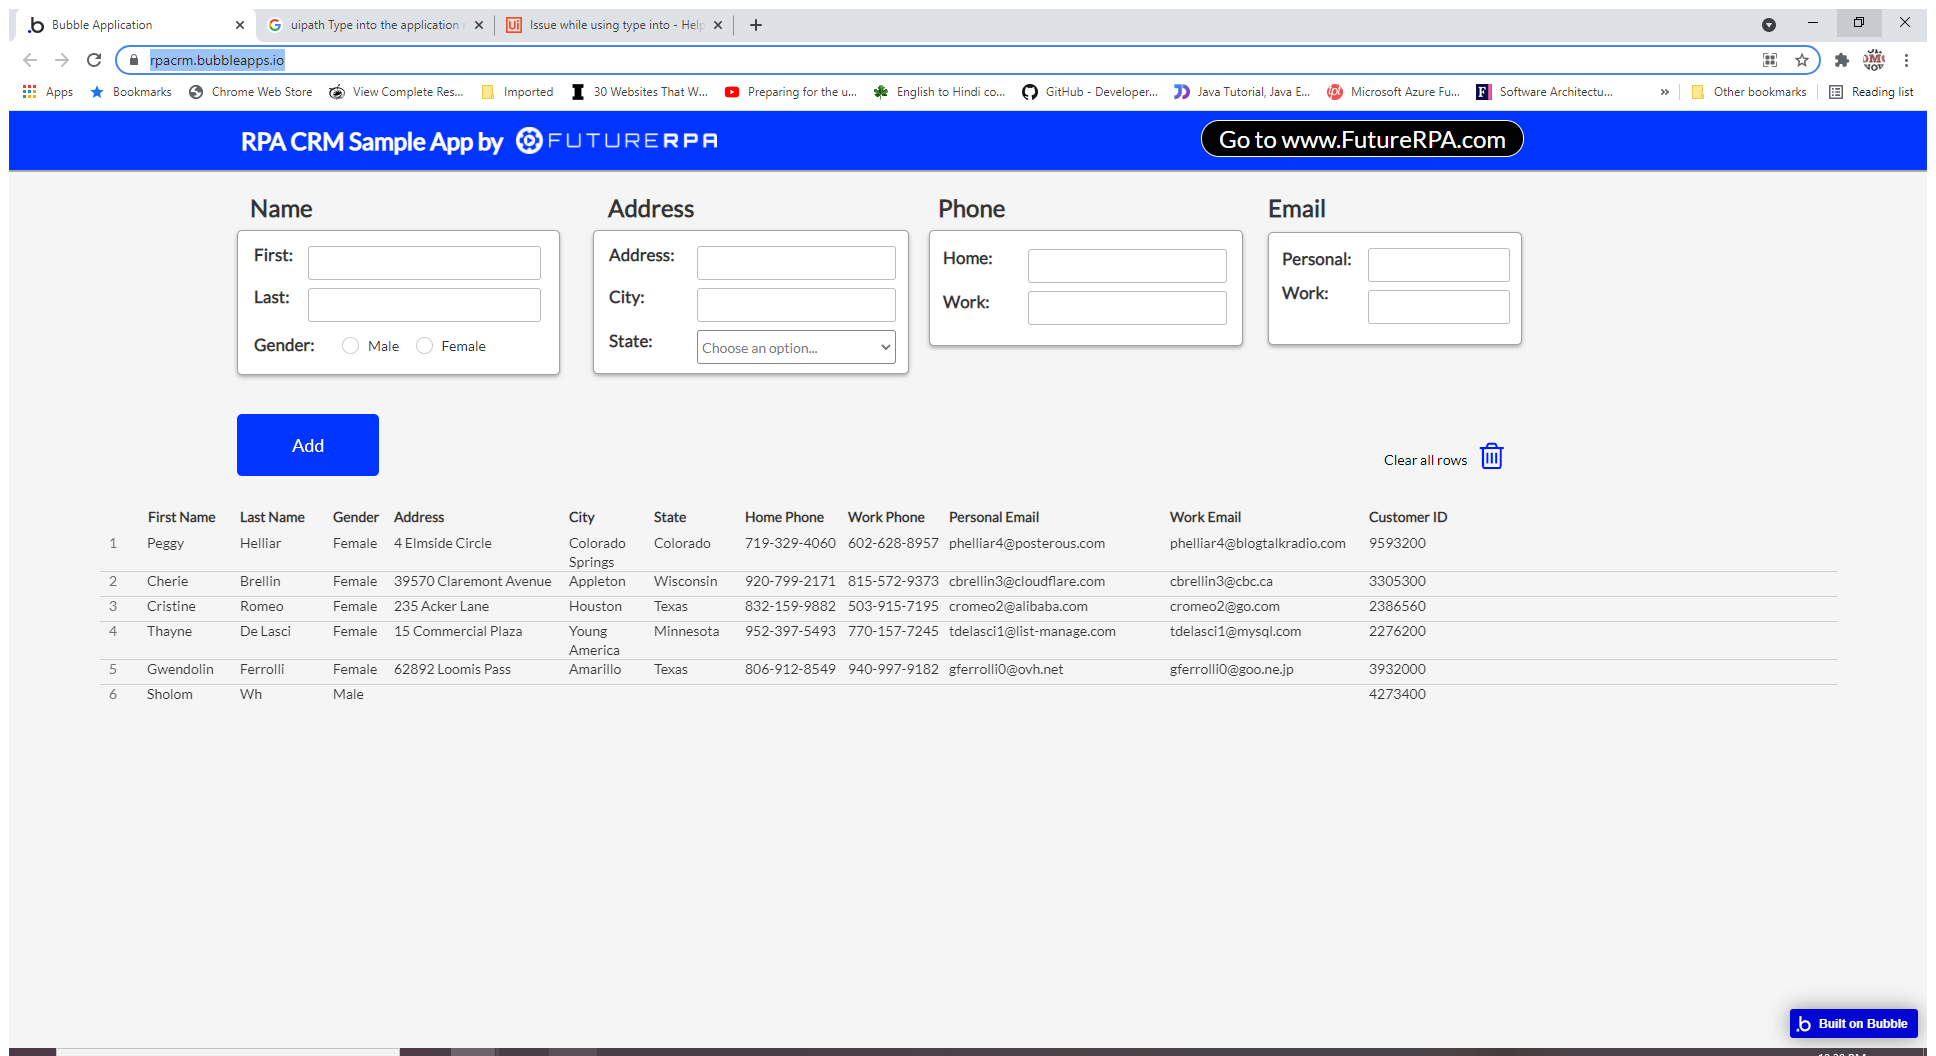 Bubble Application
uipath Type into the application
Issue while using type into - Help
rpacrm.bubbleapps.io
Apps Bookmarks Chrome Web Store View Complete Res... Imported 30 Websites That W... Preparing for the u... English to Hindi co... GitHub - Developer... Java Tutorial, Java E... Microsoft Azure Fu... Software Architectu... » Other bookmarks Reading list
RPA CRM Sample App by FUTURERPA Go to www.FutureRPA.com
Name
First:
Last:
Gender: Male Female
Address
Address:
City:
State: Choose an option...
Phone
Home:
Work:
Email
Personal:
Work:
Add
Clear all rows
First Name Last Name Gender Address City State Home Phone Work Phone Personal Email Work Email Customer ID
1 Peggy Helliar Female 4 Elmside Circle Colorado Springs Colorado 719-329-4060 602-628-8957 phelliar4@posterous.com phelliar4@blogtalkradio.com 9593200
2 Cherie Brellin Female 39570 Claremont Avenue Appleton Wisconsin 920-799-2171 815-572-9373 cbrellin3@cloudflare.com cbrellin3@cbc.ca 3305300
3 Cristine Romeo Female 235 Acker Lane Houston Texas 832-159-9882 503-915-7195 cromeo2@alibaba.com cromeo2@go.com 2386560
4 Thayne De Lasci Female 15 Commercial Plaza Young America Minnesota 952-397-5493 770-157-7245 tdelasci1@list-manage.com tdelasci1@mysql.com 2276200
5 Gwendolin Ferrolli Female 62892 Loomis Pass Amarillo Texas 806-912-8549 940-997-9182 gferrolli0@ovh.net gferrolli0@goo.ne.jp 3932000
6 Sholom Wh Male 4273400
Built on Bubble